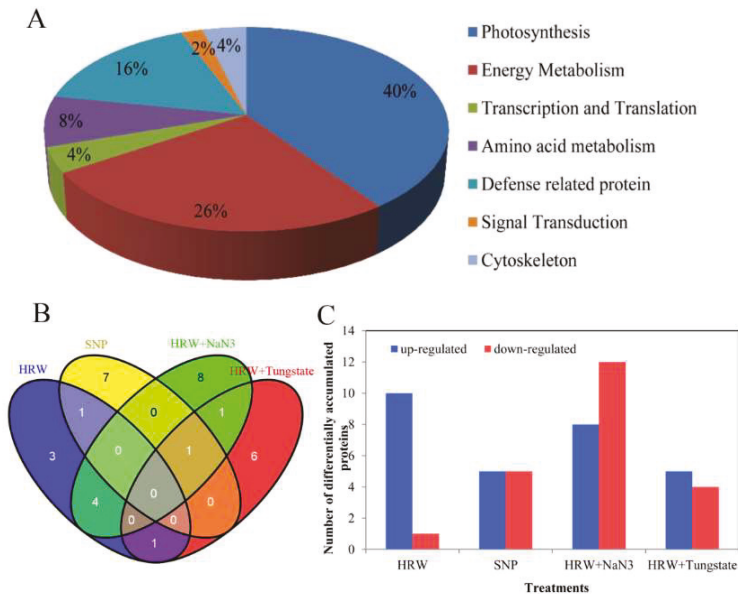 A
2%
4%
16%
40%
8%
4%
26%
Photosynthesis
Energy Metabolism
Transcription and Translation
Amino acid metabolism
Defense related protein
Signal Transduction
Cytoskeleton
B
SNP
HRW+NaN3
HRW
HRW+Tungstate
7
8
1
0
1
3
0
1
6
4
0
0
0
0
1
C
Number of differentially accumulated
proteins
14
12
10
8
6
4
2
0
up-regulated
down-regulated
HRW
SNP
HRW+NaN3
HRW+Tungstate
Treatments